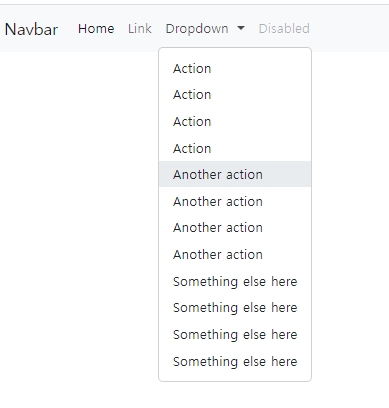 Navbar Home Link Dropdown Disabled
Action
Action
Action
Action
Another action
Another action
Another action
Another action
Something else here
Something else here
Something else here
Something else here